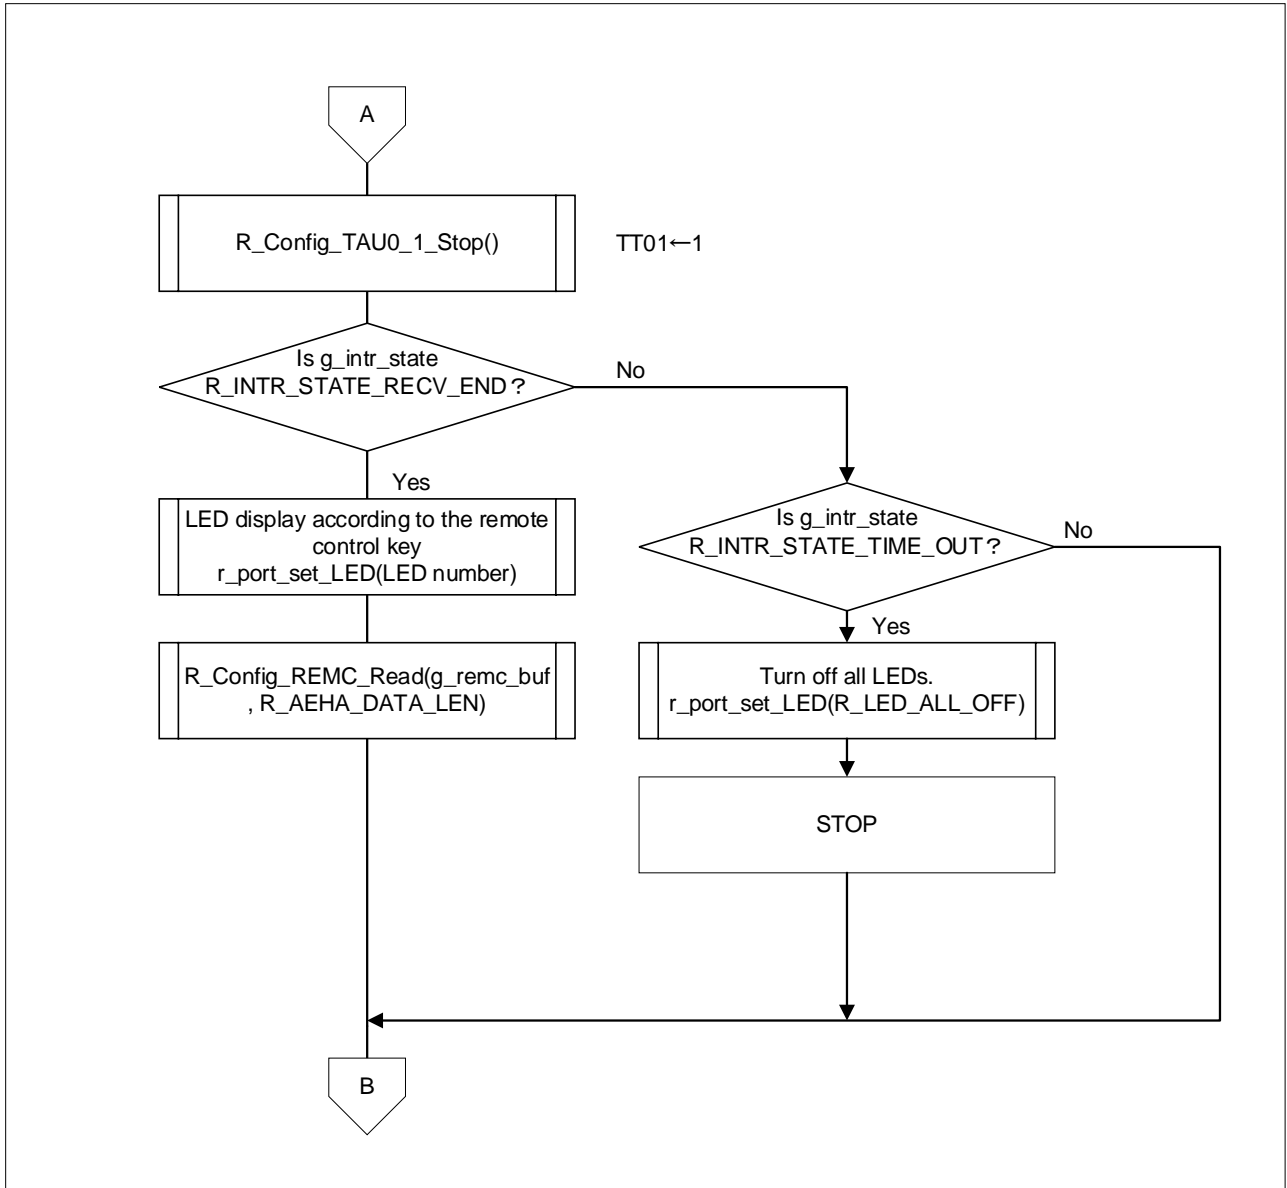 A
R_Config_TAU0_1_Stop()
TT01←1
Is g_intr_state
R_INTR_STATE_RECV_END？
No
Yes
LED display according to the remote
control key
r_port_set_LED(LED number)
R_Config_REMC_Read(g_remc_buf
, R_AEHA_DATA_LEN)
Is g_intr_state
R_INTR_STATE_TIME_OUT？
No
Yes
Turn off all LEDs.
r_port_set_LED(R_LED_ALL_OFF)
STOP
B